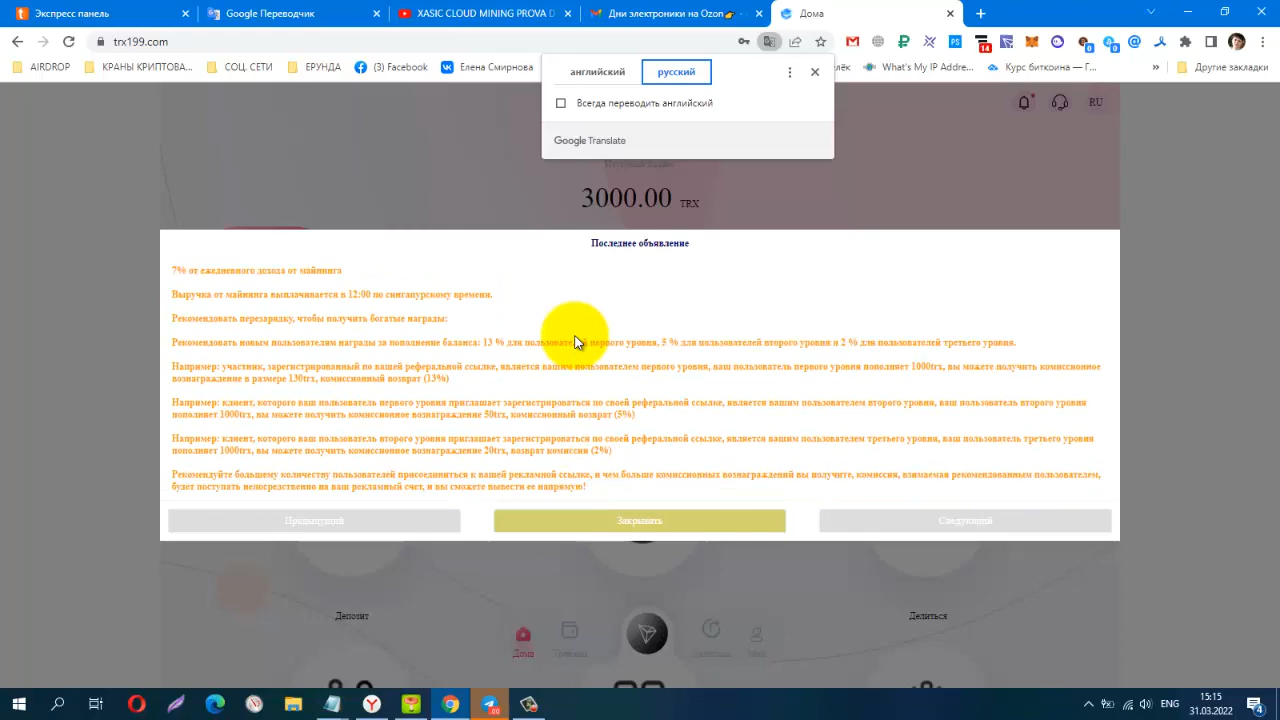 Экспресс
Google Переводчик
XASIC CLOUD MINING PROVA D
Дни электроники на Ozon
Дома
trx199.com
AIRDROP
КРАНЫ КРИПТОВА...
СОЦ. СЕТИ
ЕРУНДА
(3) Facebook
Елена Смирнова
What's My IP Address...
Курс биткоина — г...
»
Другие закладки
английский
русский
Всегда переводить английский
Google Translate
RU
3000.00 TRX
Последнее объявление
7% от ежедневного дохода от майнинга
Выручка от майнинга выплачивается в 12:00 по сингапурскому времени.
Рекомендовать перезарядку, чтобы получить богатые награды:
Рекомендовать новым пользователям награды за пополнение баланса: 13 % для пользователей первого уровня, 5 % для пользователей второго уровня и 2 % для пользователей третьего уровня.
Например: участник, зарегистрированный по вашей реферальной ссылке, является вашим пользователем первого уровня, ваш пользователь первого уровня пополняет 1000trx, вы можете получить комиссионное
вознаграждение в размере 130trx, комиссионный возврат (13%)
Например: клиент, которого ваш пользователь первого уровня приглашает зарегистрироваться по своей реферальной ссылке, является вашим пользователем второго уровня, ваш пользователь второго уровня
пополняет 1000trx, вы можете получить комиссионное вознаграждение 50trx, комиссионный возврат (5%)
Например: клиент, которого ваш пользователь второго уровня приглашает зарегистрироваться по своей реферальной ссылке, является вашим пользователем третьего уровня, ваш пользователь третьего уровня
пополняет 1000trx, вы можете получить комиссионное вознаграждение 20trx, возврат комиссии (2%)
Рекомендуйте большему количеству пользователей присоединиться к вашей рекламной ссылке, и чем больше комиссионных вознаграждений вы получите, комиссия, взимаемая рекомендованным пользователем,
будет поступать непосредственно на ваш рекламный счет, и вы сможете вывести ее напрямую!
Предыдущий
Закрывать
Следующий
Депозит
Делиться
Дома
ENG
15:15
31.03.2022